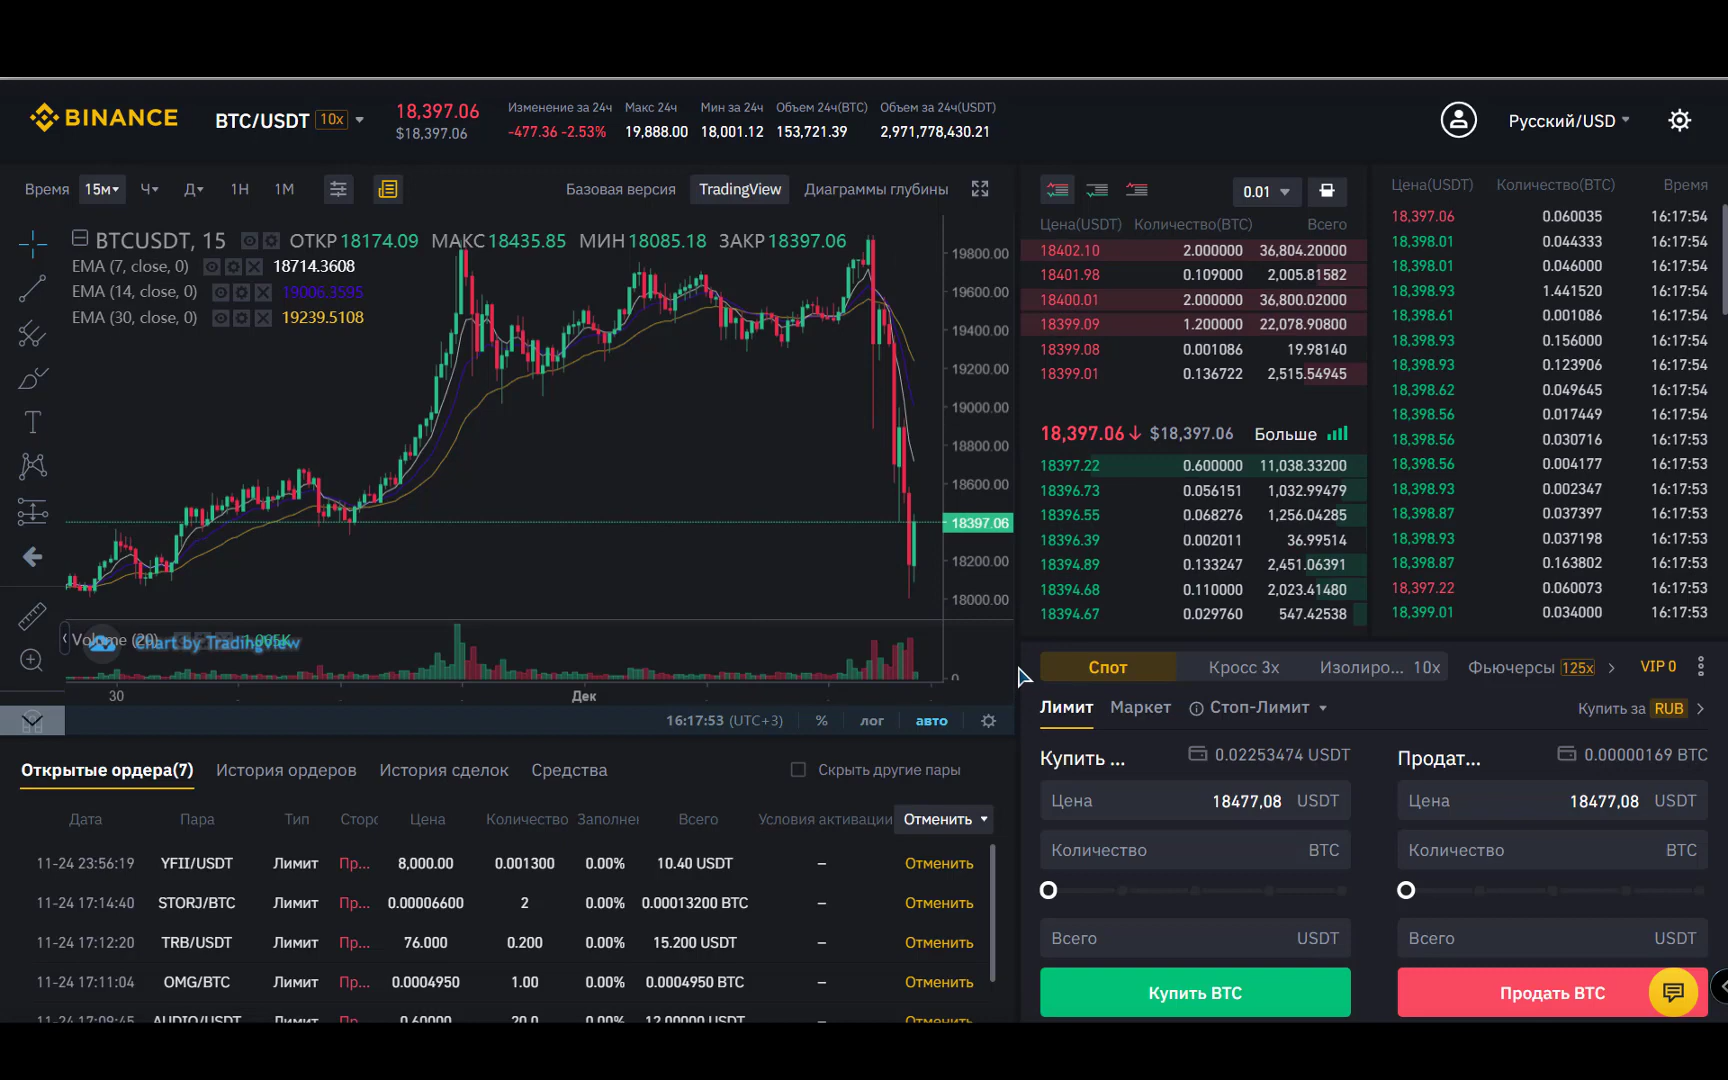 BINANCE
BTC/USDT 10x
18,397.06
$18,397.06
Изменение за 24ч
-477.36 -2.53%
Макс 24ч
19,888.00
Мин за 24ч
18,001.12
Объем 24ч(BTC)
153,721.39
Объем за 24ч(USDT)
2,971,778,430.21
Русский/USD
Время 15м Ч Д 1Н 1М
Базовая версия TradingView Диаграммы глубины
BTCUSDT, 15 ОТКР 18174.09 МАКС 18435.85 МИН 18085.18 ЗАКР 18397.06
EMA (7, close, 0) 18714.3608
EMA (14, close, 0) 19006.3595
EMA (30, close, 0) 19239.5108
19800.00
19600.00
19400.00
19200.00
19000.00
18800.00
18600.00
18397.06
18200.00
18000.00
Volume (20)
Chart by TradingView
0
30 Дек
16:17:53 (UTC+3) % лог авто
0.01
Цена(USDT) Количество(BTC) Всего
18402.10 2.000000 36,804.20000
18401.98 0.109000 2,005.81582
18400.01 2.000000 36,800.02000
18399.09 1.200000 22,078.90800
18399.08 0.001086 19.98140
18399.01 0.136722 2,515.54945
18,397.06 $18,397.06 Больше
18397.22 0.600000 11,038.33200
18396.73 0.056151 1,032.99479
18396.55 0.068276 1,256.04285
18396.39 0.002011 36.99514
18394.89 0.133247 2,451.06391
18394.68 0.110000 2,023.41480
18394.67 0.029760 547.42538
Цена(USDT) Количество(BTC) Время
18,397.06 0.060035 16:17:54
18,398.01 0.044333 16:17:54
18,398.01 0.046000 16:17:54
18,398.93 1.441520 16:17:54
18,398.61 0.001086 16:17:54
18,398.93 0.156000 16:17:54
18,398.93 0.123906 16:17:54
18,398.62 0.049645 16:17:54
18,398.56 0.017449 16:17:54
18,398.56 0.030716 16:17:53
18,398.56 0.004177 16:17:53
18,398.93 0.002347 16:17:53
18,398.87 0.037397 16:17:53
18,398.93 0.037198 16:17:53
18,398.87 0.163802 16:17:53
18,397.22 0.060073 16:17:53
18,399.01 0.034000 16:17:53
Спот Кросс 3x Изолиро... 10x Фьючерсы 125x VIP 0
Лимит Маркет Стоп-Лимит Купить за RUB
Купить ... 0.02253474 USDT
Цена 18477,08 USDT
Количество BTC
Всего USDT
Купить BTC
Продат... 0.00000169 BTC
Цена 18477,08 USDT
Количество BTC
Всего USDT
Продать BTC
Открытые ордера(7) История ордеров История сделок Средства Скрыть другие пары
Дата Пара Тип Сторо Цена Количество Заполнен Всего Условия активации Отменить
11-24 23:56:19 YFII/USDT Лимит Пр... 8,000.00 0.001300 0.00% 10.40 USDT – Отменить
11-24 17:14:40 STORJ/BTC Лимит Пр... 0.00006600 2 0.00% 0.00013200 BTC – Отменить
11-24 17:12:20 TRB/USDT Лимит Пр... 76.000 0.200 0.00% 15.200 USDT – Отменить
11-24 17:11:04 OMG/BTC Лимит Пр... 0.0004950 1.00 0.00% 0.0004950 BTC – Отменить
11-24 17:09:45 AUDIO/USDT Лимит Пр... 0.60000 20.0 0.00% 12.00000 USDT – Отменить